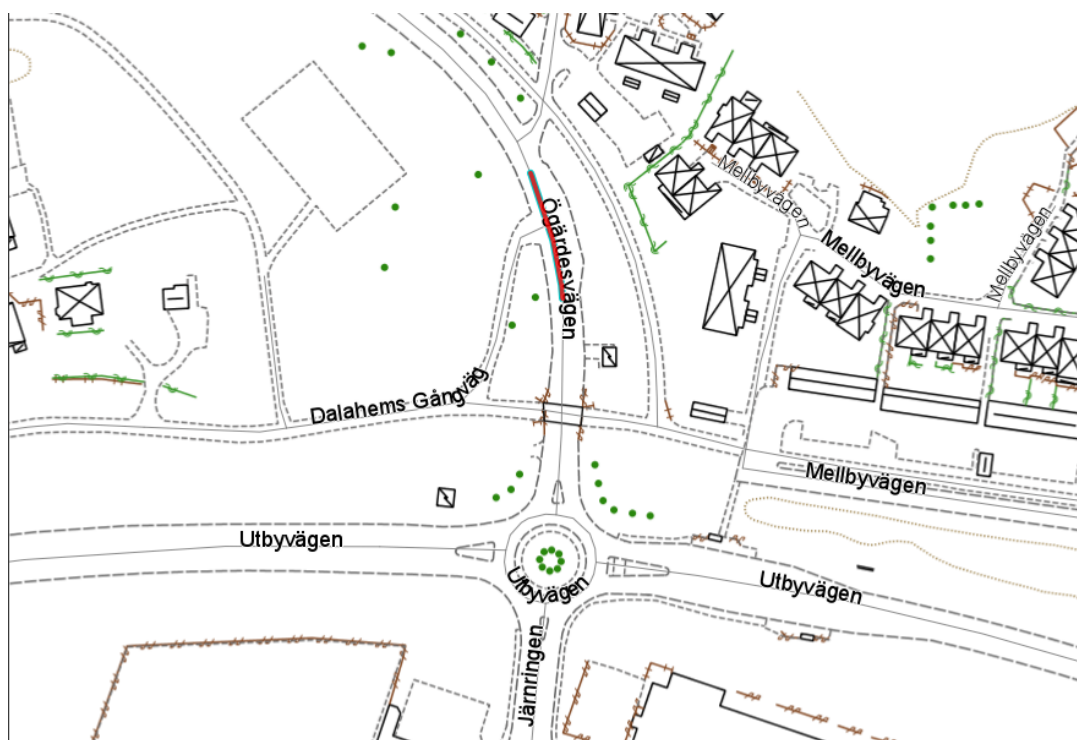 Mellbyvägen
Ögärdesvägen
Mellbyvägen
Mellbyvägen
Dalahems Gångväg
Mellbyvägen
Utbyvägen
Utbyvägen
Utbyvägen
Järnringen